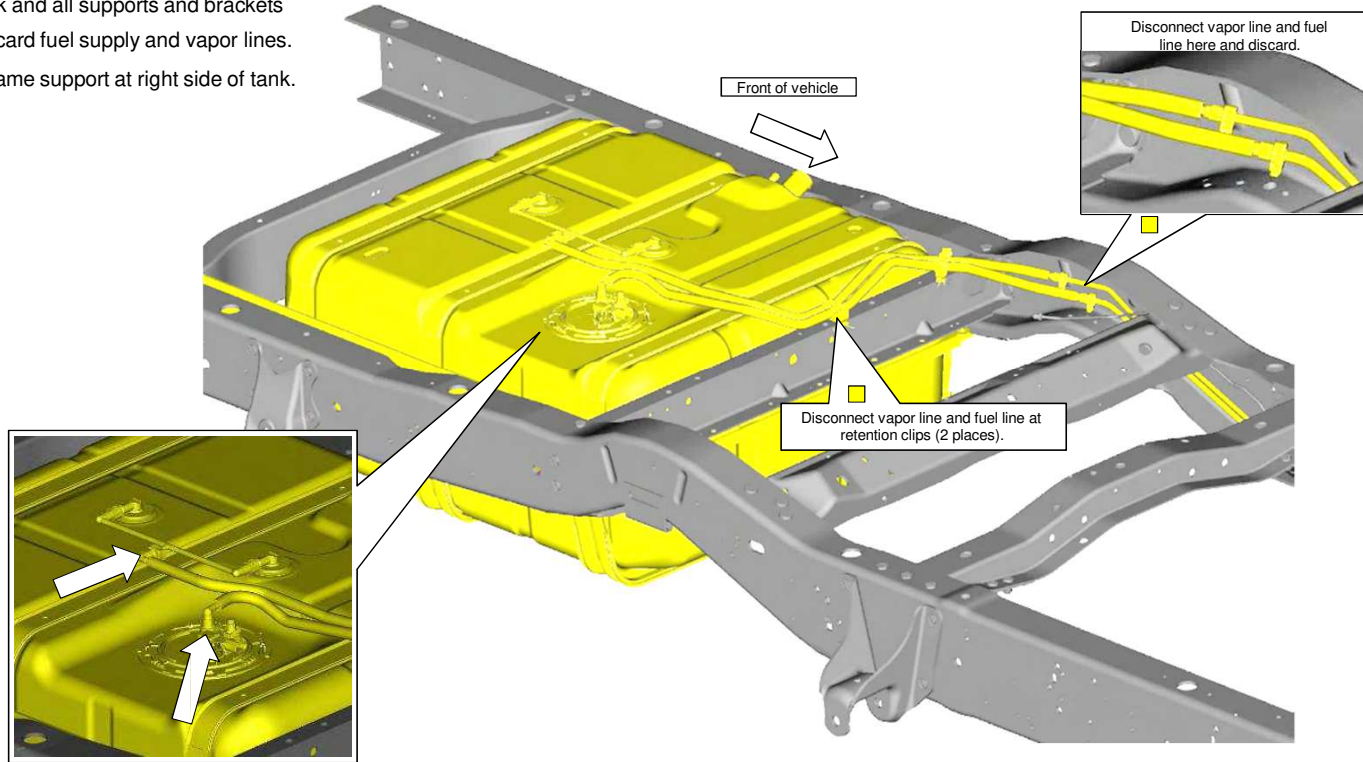 and all supports and brackets
card fuel supply and vapor lines.
ame support at right side of tank.
Front of vehicle
Disconnect vapor line and fuel
line here and discard.
Disconnect vapor line and fuel line at
retention clips (2 places).